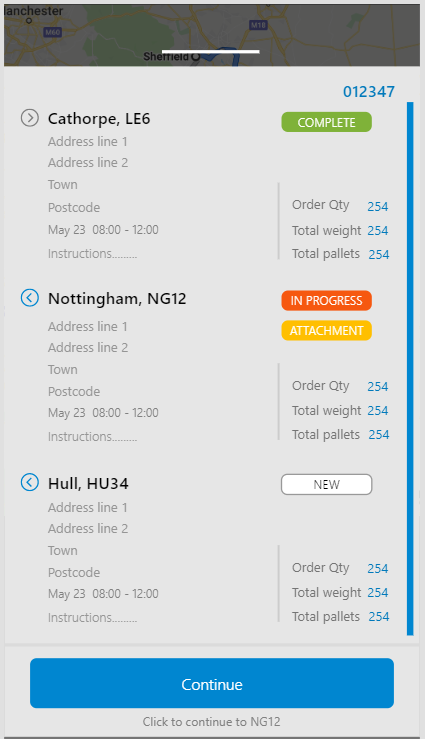 anchester
M60
M18
M1
Sheffield
012347
Cathorpe, LE6
COMPLETE
Address line 1
Address line 2
Town
Postcode
May 23 08:00 - 12:00
Instructions.........
Order Qty 254
Total weight 254
Total pallets 254
Nottingham, NG12
IN PROGRESS
ATTACHMENT
Address line 1
Address line 2
Town
Postcode
May 23 08:00 - 12:00
Instructions.........
Order Qty 254
Total weight 254
Total pallets 254
Hull, HU34
NEW
Address line 1
Address line 2
Town
Postcode
May 23 08:00 - 12:00
Instructions.........
Order Qty 254
Total weight 254
Total pallets 254
Continue
Click to continue to NG12